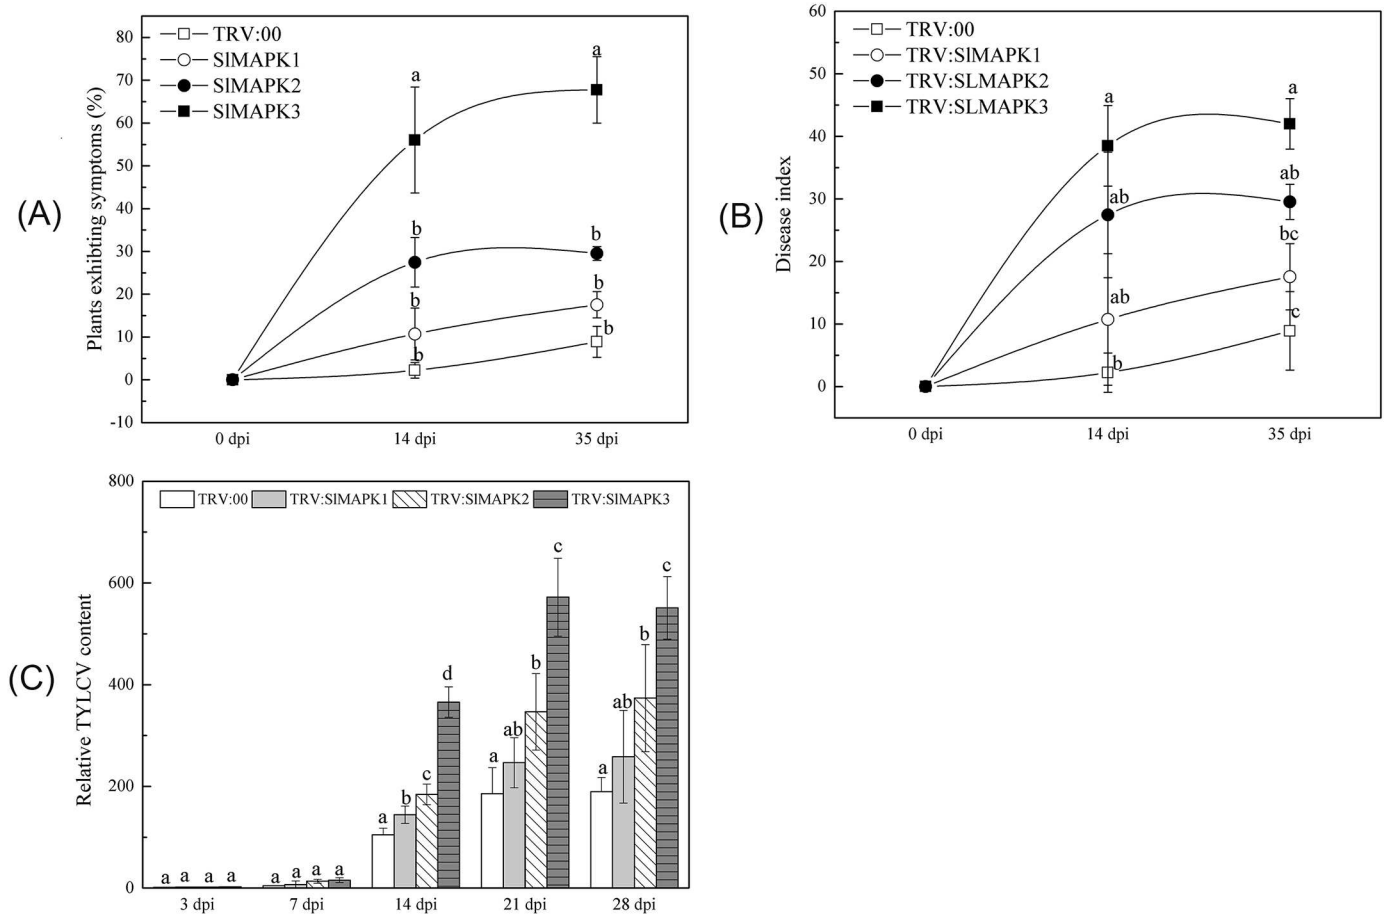 (A)
Plants exhibting symptoms (%)
80
70
60
50
40
30
20
10
0
-10
TRV:00
SlMAPK1
SlMAPK2
SlMAPK3
a
a
b
b
b
b
b
b
0 dpi
14 dpi
35 dpi
(B)
Disease index
60
50
40
30
20
10
0
TRV:00
TRV:SlMAPK1
TRV:SLMAPK2
TRV:SLMAPK3
a
a
ab
ab
bc
ab
c
b
0 dpi
14 dpi
35 dpi
(C)
Relative TYLCV content
800
600
400
200
0
TRV:00 TRV:SlMAPK1 TRV:SlMAPK2 TRV:SlMAPK3
a a a a
a a a a
a b c d
a ab b c
a ab b c
3 dpi
7 dpi
14 dpi
21 dpi
28 dpi